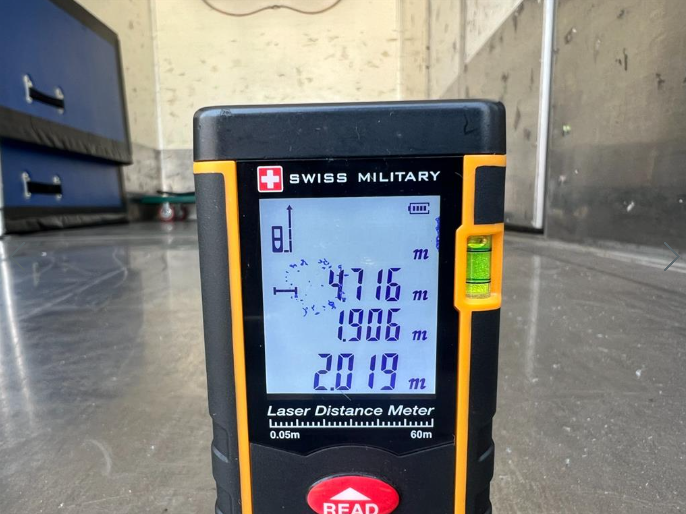 SWISS MILITARY
m
4.716 m
1.906 m
2.019 m
Laser Distance Meter
0.05m 60m
READ